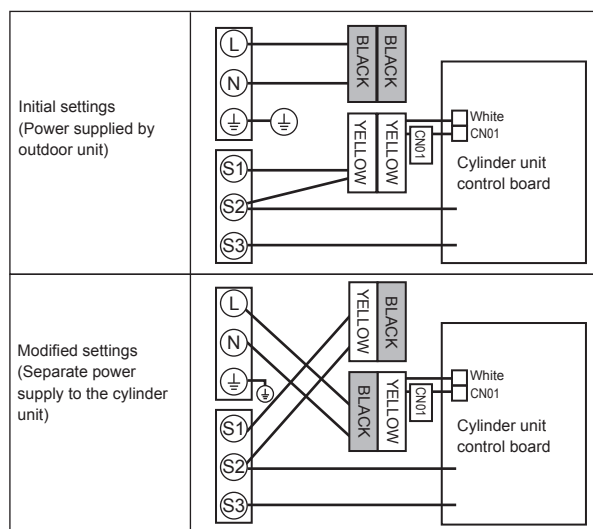 Initial settings
(Power supplied by
outdoor unit)
L
N
S1
S2
S3
BLACK
BLACK
YELLOW
YELLOW
CN01
White
CN01
Cylinder unit
control board
Modified settings
(Separate power
supply to the cylinder
unit)
L
N
S1
S2
S3
YELLOW
BLACK
BLACK
YELLOW
CN01
White
CN01
Cylinder unit
control board